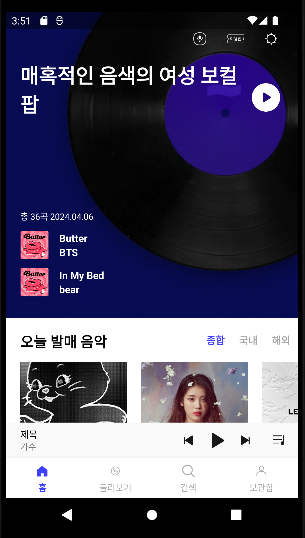 3:51
매혹적인 음색의 여성 보컬
팝
총 36곡 2024.04.06
Butter
BTS
In My Bed
bear
오늘 발매 음악
종합 국내 해외
제목
가수
홈 둘러보기 검색 보관함